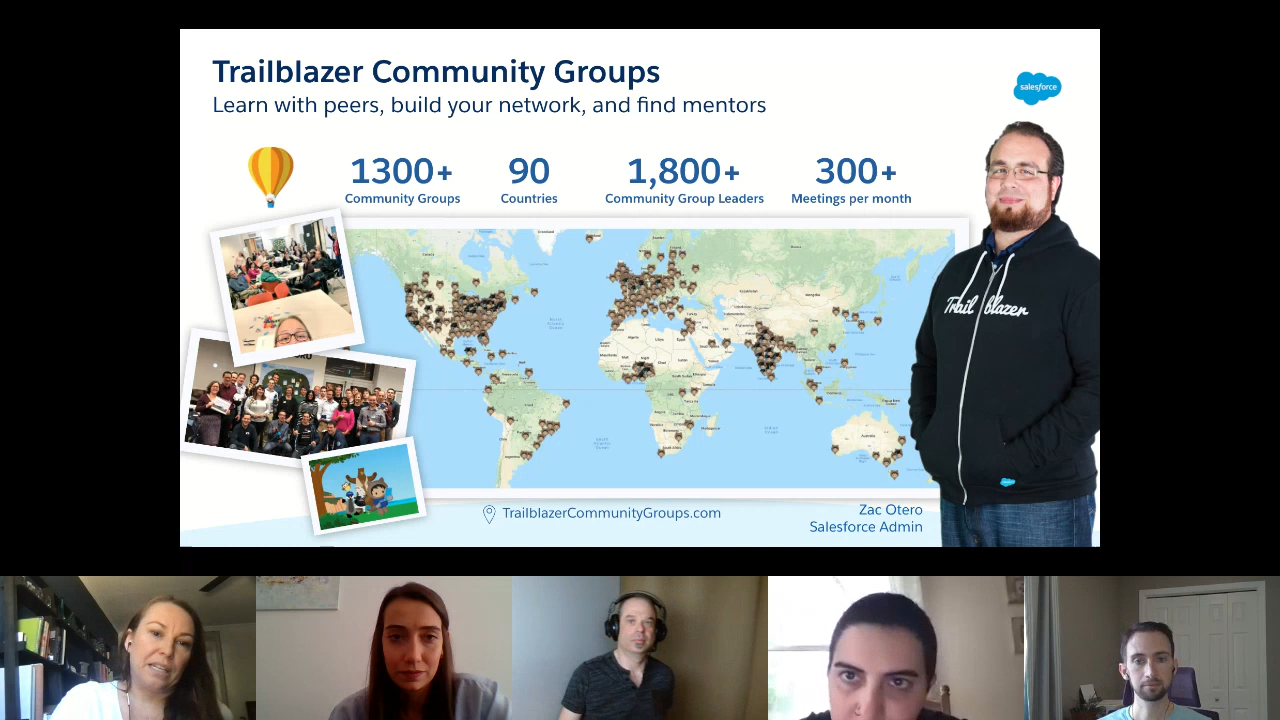 Trailblazer Community Groups
Learn with peers, build your network, and find mentors
salesforce
1300+
Community Groups
90
Countries
1,800+
Community Group Leaders
300+
Meetings per month
Trail blazer
TrailblazerCommunityGroups.com
Zac Otero
Salesforce Admin